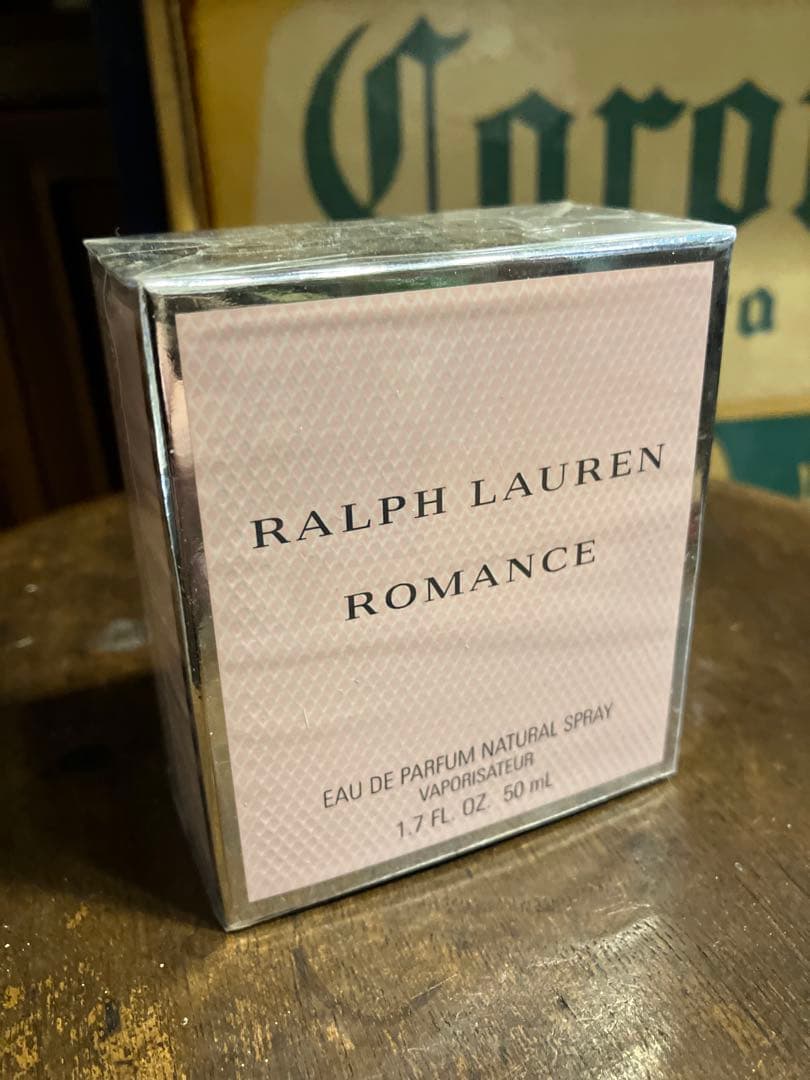 RALPH LAUREN
ROMANCE
EAU DE PARFUM NATURAL SPRAY
VAPORISATEUR
1.7 FL. OZ. 50 mL